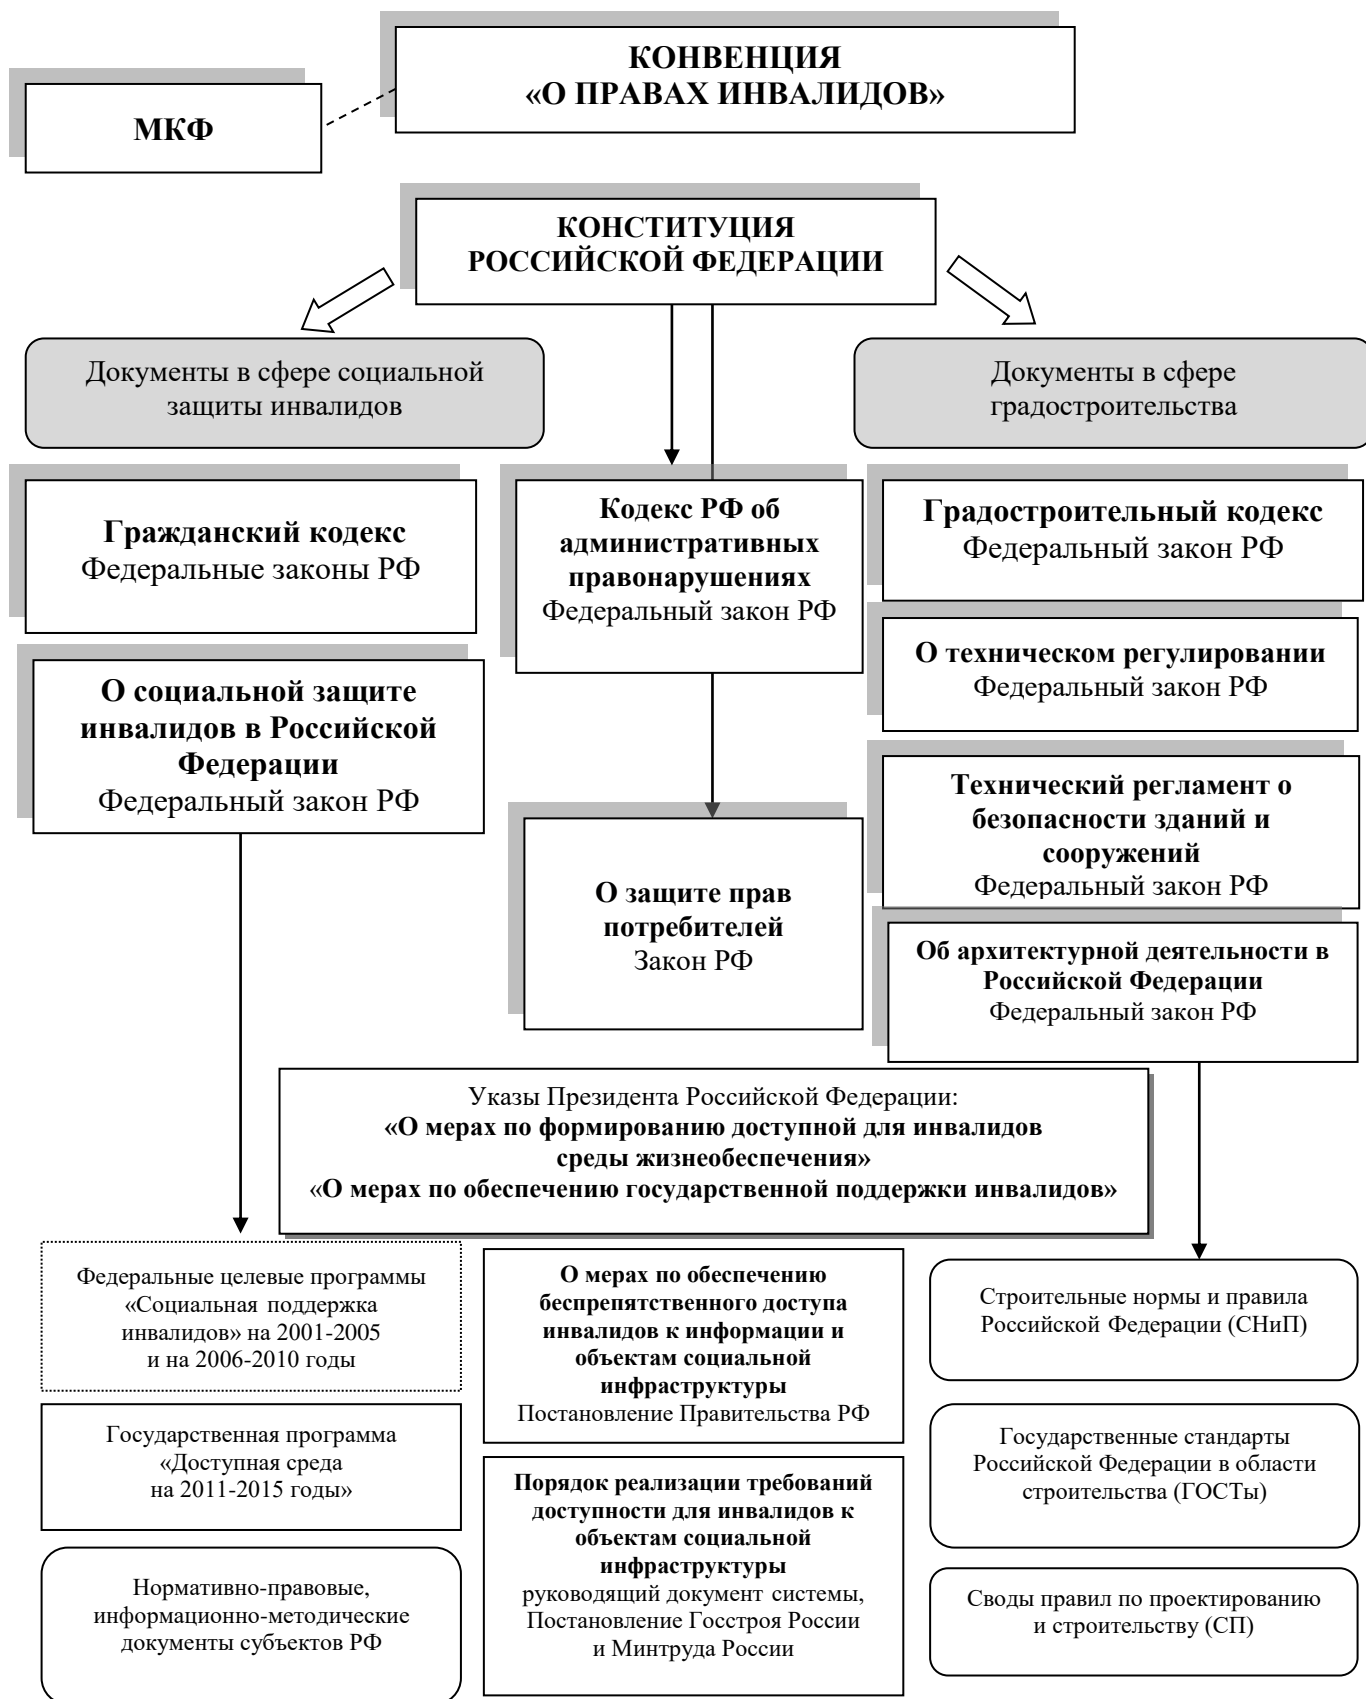 КОНВЕНЦИЯ
«О ПРАВАХ ИНВАЛИДОВ»
МКФ
КОНСТИТУЦИЯ
РОССИЙСКОЙ ФЕДЕРАЦИИ
Документы в сфере социальной
защиты инвалидов
Документы в сфере
градостроительства
Гражданский кодекс
Федеральные законы РФ
О социальной защите
инвалидов в Российской
Федерации
Федеральный закон РФ
Кодекс РФ об
административных
правонарушениях
Федеральный закон РФ
О защите прав
потребителей
Закон РФ
Градостроительный кодекс
Федеральный закон РФ
О техническом регулировании
Федеральный закон РФ
Технический регламент о
безопасности зданий и
сооружений
Федеральный закон РФ
Об архитектурной деятельности в
Российской Федерации
Федеральный закон РФ
Указы Президента Российской Федерации:
«О мерах по формированию доступной для инвалидов
среды жизнеобеспечения»
«О мерах по обеспечению государственной поддержки инвалидов»
Федеральные целевые программы
«Социальная поддержка
инвалидов» на 2001-2005
и на 2006-2010 годы
Государственная программа
«Доступная среда
на 2011-2015 годы»
Нормативно-правовые,
информационно-методические
документы субъектов РФ
О мерах по обеспечению
беспрепятственного доступа
инвалидов к информации и
объектам социальной
инфраструктуры
Постановление Правительства РФ
Порядок реализации требований
доступности для инвалидов к
объектам социальной
инфраструктуры
руководящий документ системы,
Постановление Госстроя России
и Минтруда России
Строительные нормы и правила
Российской Федерации (СНиП)
Государственные стандарты
Российской Федерации в области
строительства (ГОСТы)
Своды правил по проектированию
и строительству (СП)